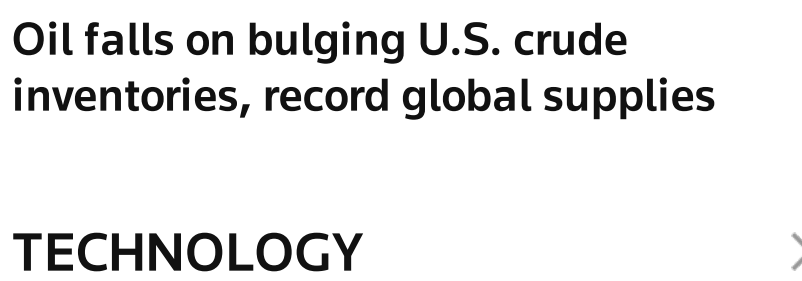 Oil falls on bulging U.S. crude
inventories, record global supplies
TECHNOLOGY